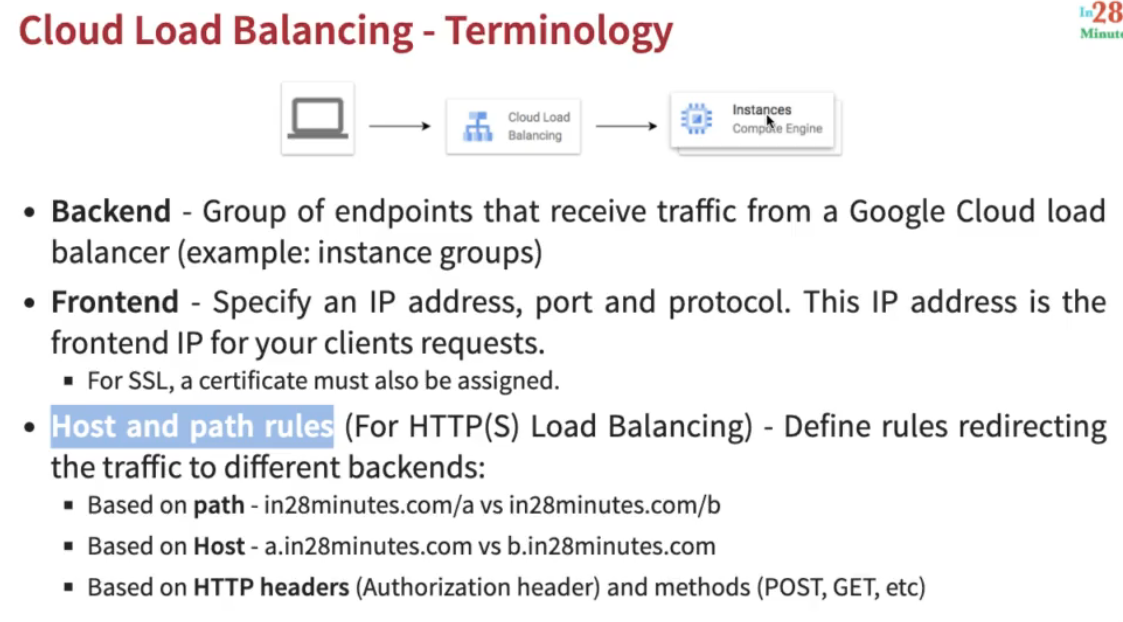 Cloud Load Balancing - Terminology
In28
Minute
Cloud Load
Balancing
Instances
Compute Engine
• Backend - Group of endpoints that receive traffic from a Google Cloud load
balancer (example: instance groups)
• Frontend - Specify an IP address, port and protocol. This IP address is the
frontend IP for your clients requests.
▪ For SSL, a certificate must also be assigned.
• Host and path rules (For HTTP(S) Load Balancing) - Define rules redirecting
the traffic to different backends:
▪ Based on path - in28minutes.com/a vs in28minutes.com/b
▪ Based on Host - a.in28minutes.com vs b.in28minutes.com
▪ Based on HTTP headers (Authorization header) and methods (POST, GET, etc)